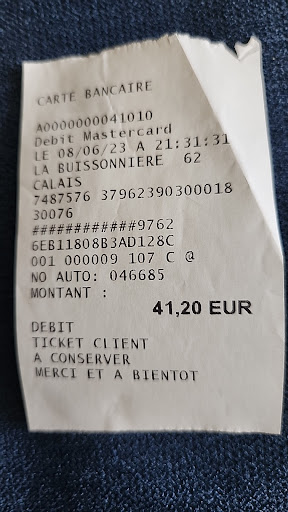 CARTE BANCAIRE
A0000000041010
Debit Mastercard
LE 08/06/23 A 21:31:31
LA BUISSONNIERE 62
CALAIS
7487576 37962390300018
30076
############9762
6EB11808B3AD128C
001 000009 107 C @
NO AUTO: 046685
MONTANT :
41,20 EUR
DEBIT
TICKET CLIENT
A CONSERVER
MERCI ET A BIENTOT